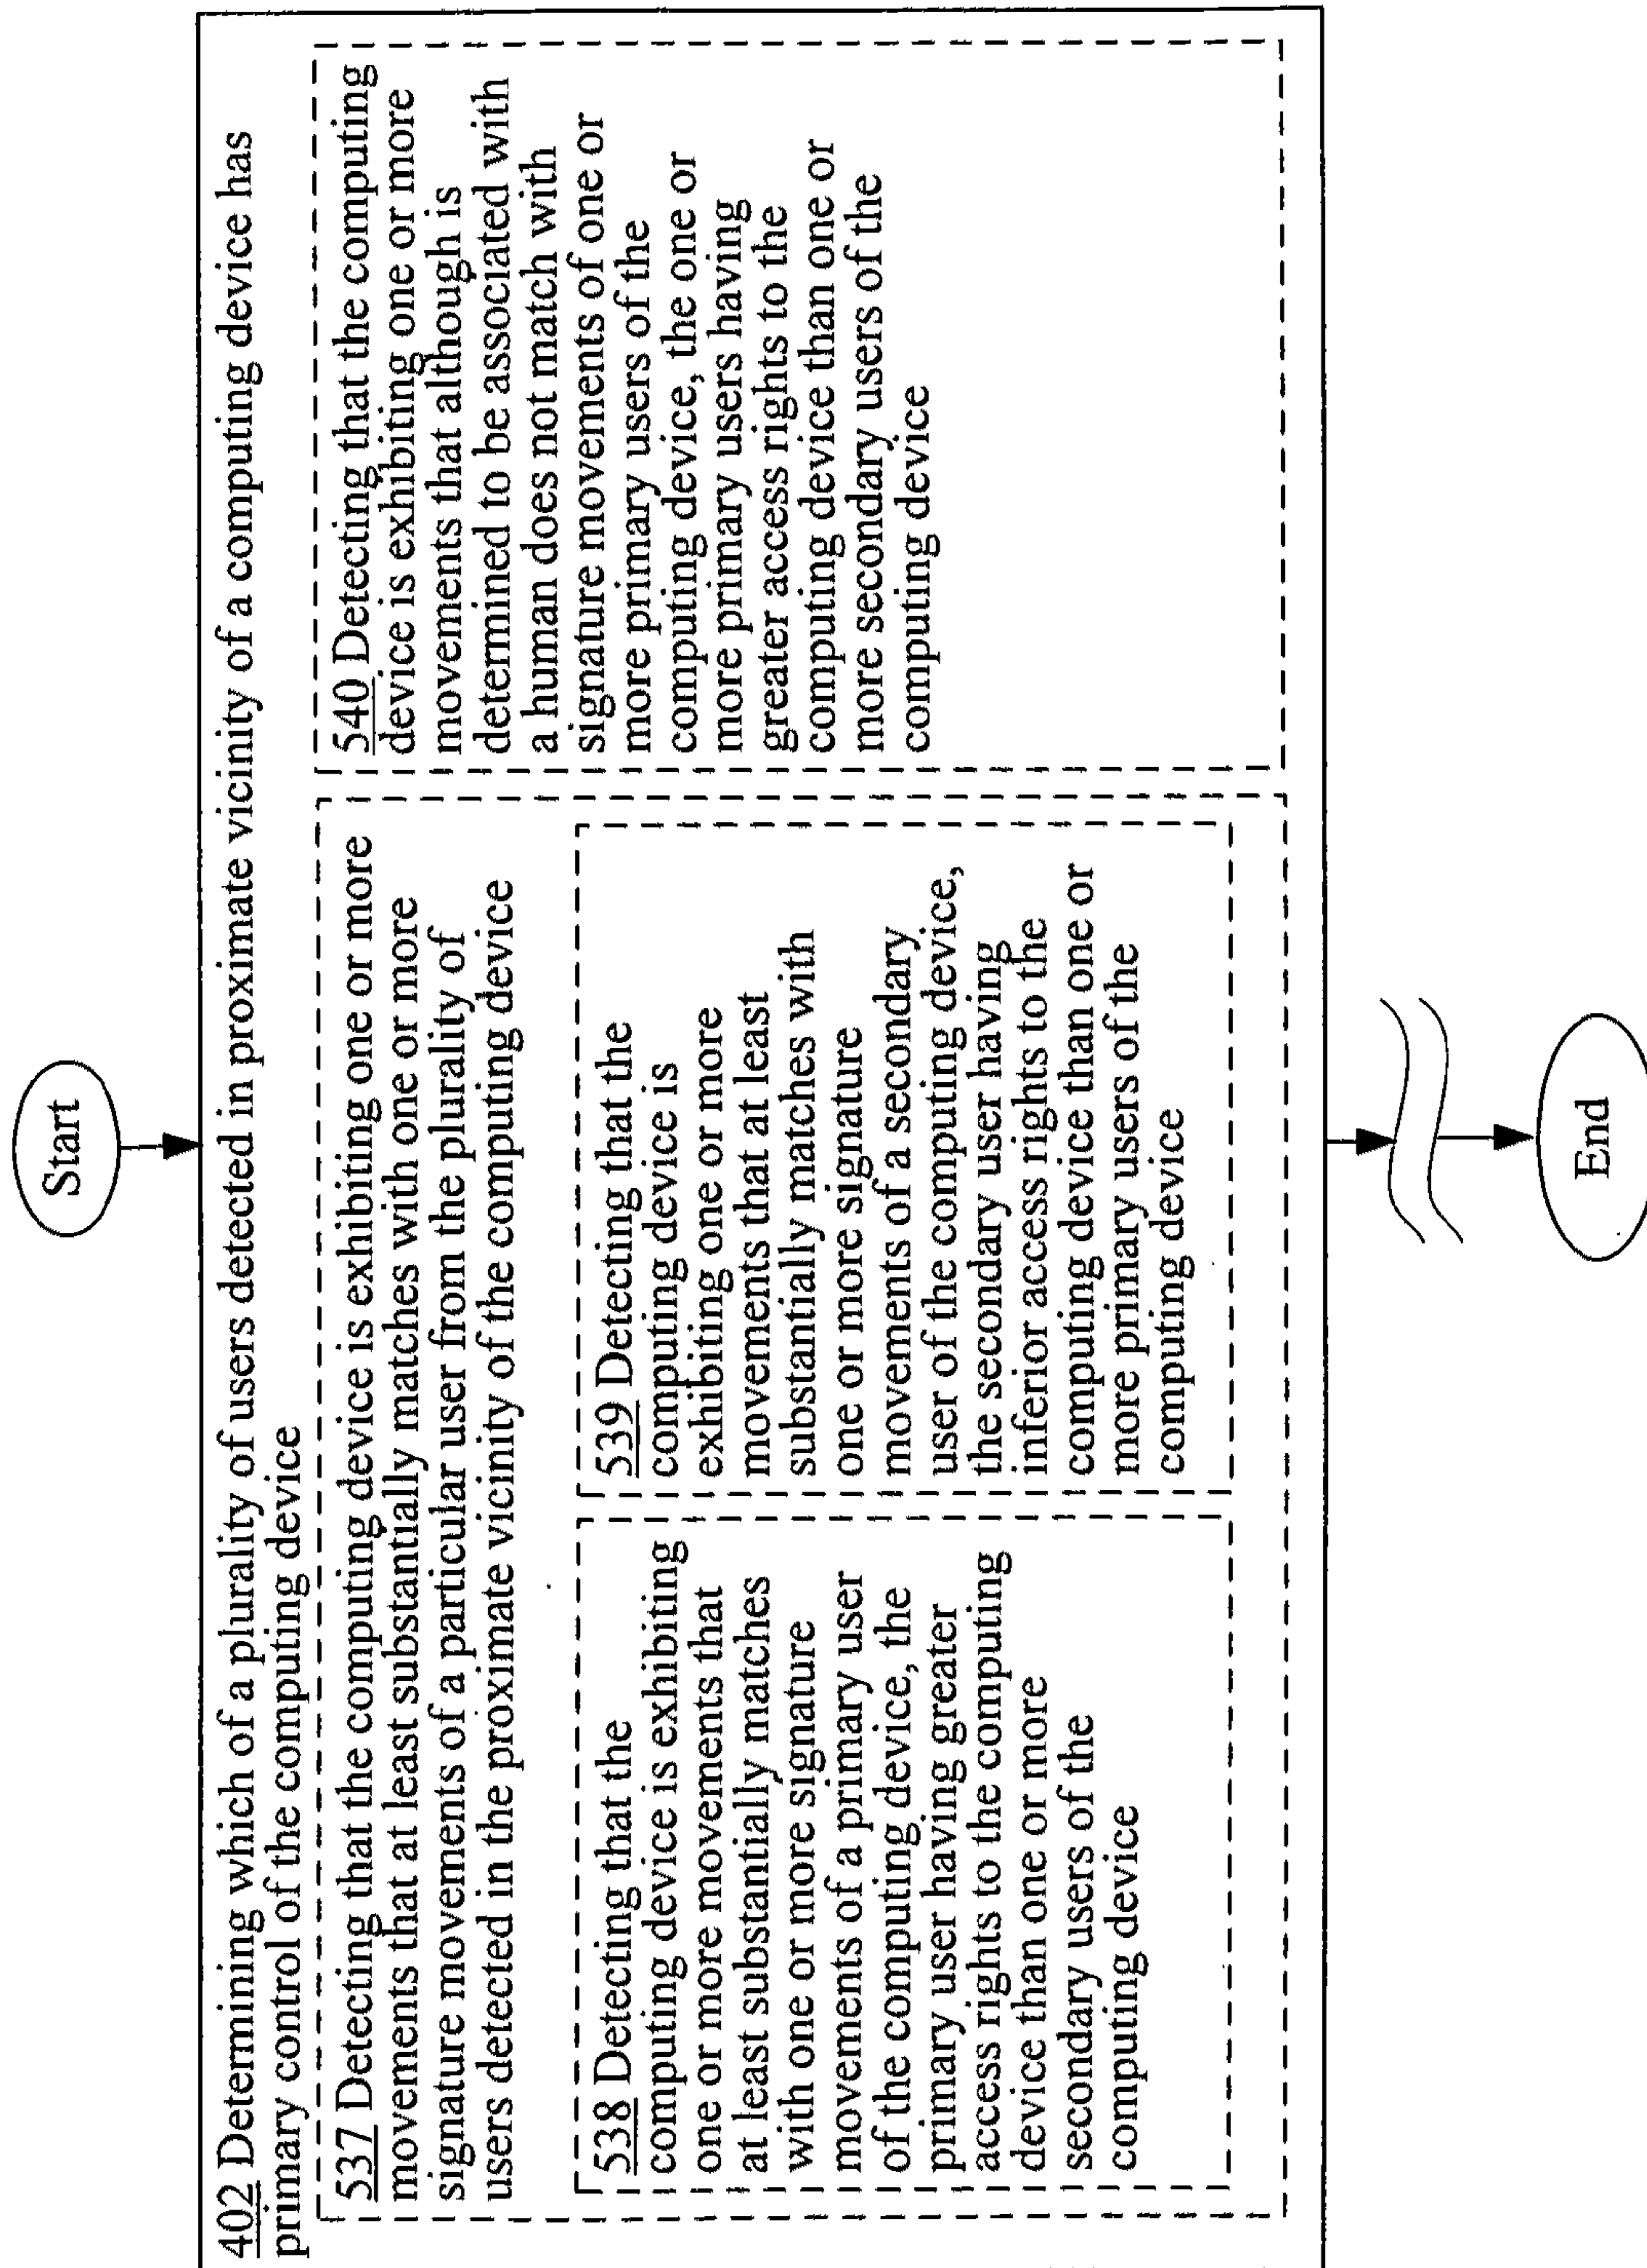 Start
402 Determining which of a plurality of users detected in proximate vicinity of a computing device has
primary control of the computing device
537 Detecting that the computing device is exhibiting one or more
movements that at least substantially matches with one or more
signature movements of a particular user from the plurality of
users detected in the proximate vicinity of the computing device
538 Detecting that the
computing device is exhibiting
one or more movements that
at least substantially matches
with one or more signature
movements of a primary user
of the computing device, the
primary user having greater
access rights to the computing
device than one or more
secondary users of the
computing device
539 Detecting that the
computing device is
exhibiting one or more
movements that at least
substantially matches with
one or more signature
movements of a secondary
user of the computing device,
the secondary user having
inferior access rights to the
computing device than one or
more primary users of the
computing device
540 Detecting that the computing
device is exhibiting one or more
movements that although is
determined to be associated with
a human does not match with
signature movements of one or
more primary users of the
computing device, the one or
more primary users having
greater access rights to the
computing device than one or
more secondary users of the
computing device
End